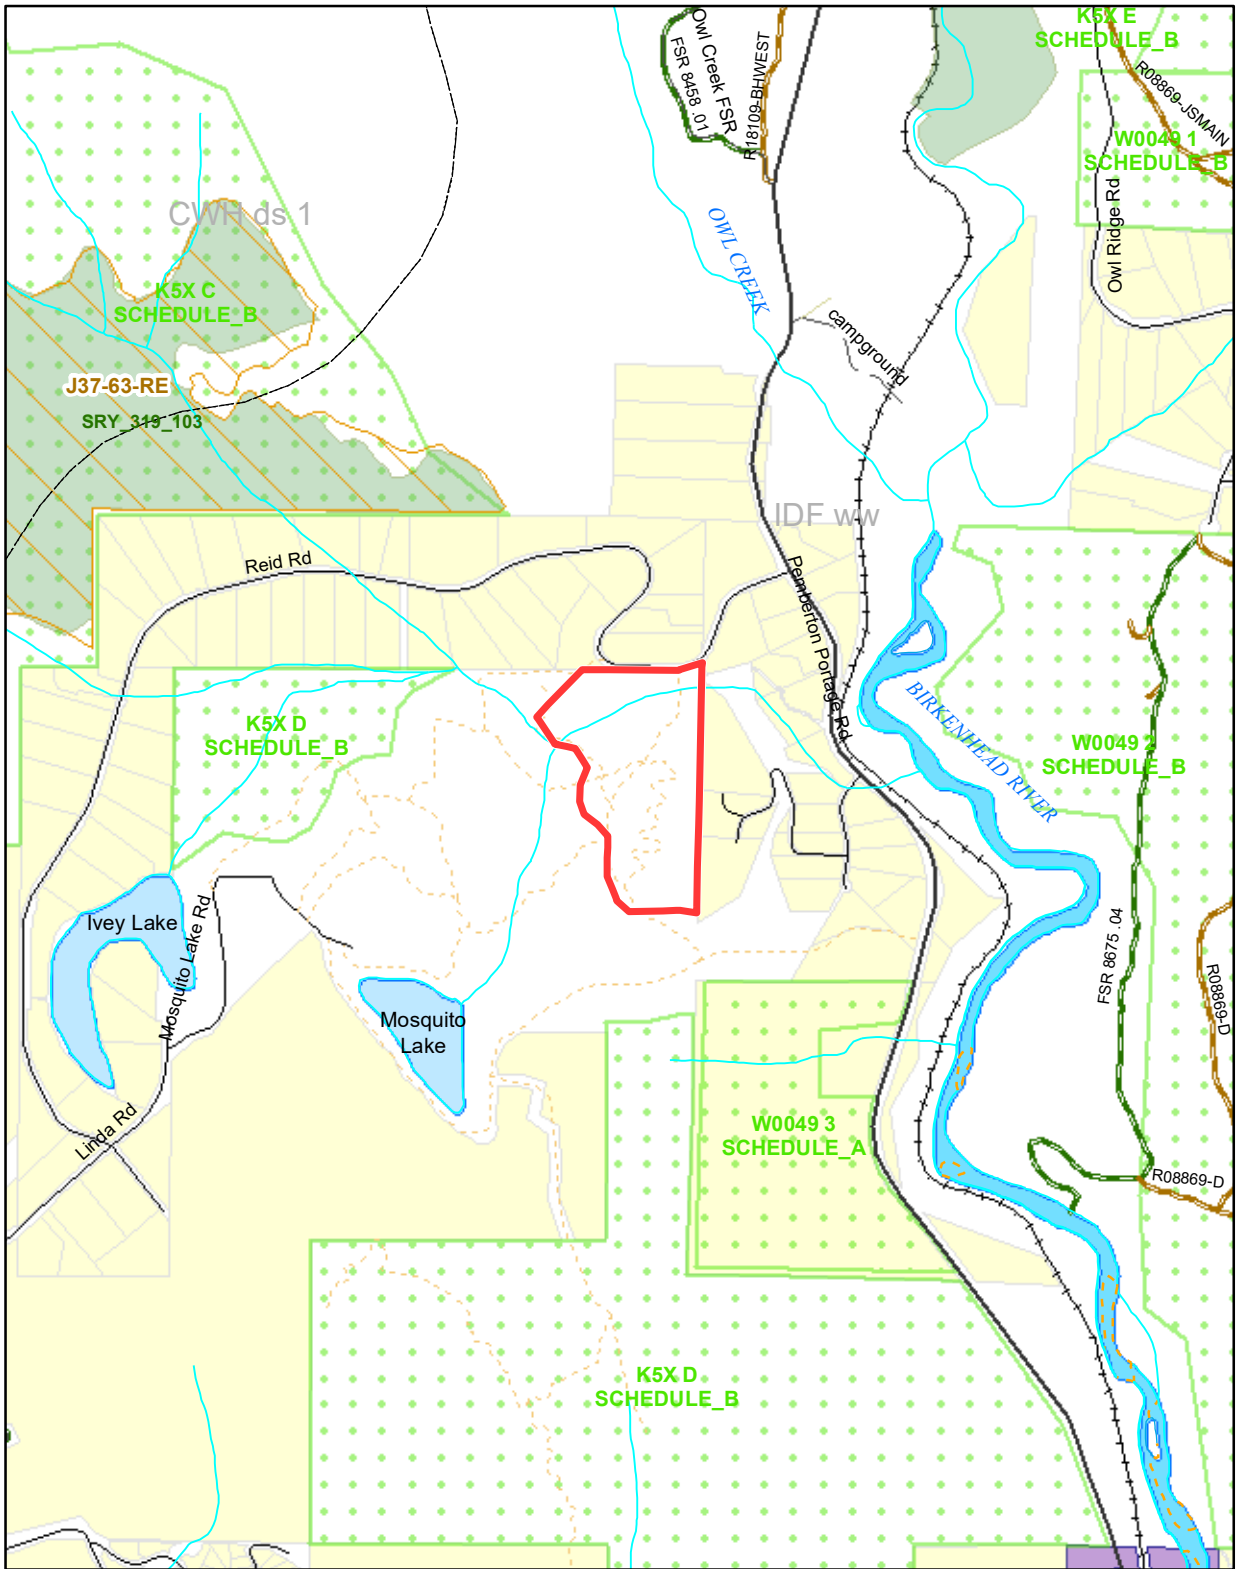 K5X E
SCHEDULE_B
Owl Creek FSR
FSR 8458 .01
R18109-BHWEST
R08869-JSMAIN
W0049 1
SCHEDULE_B
Owl Ridge Rd
CWH ds 1
OWL CREEK
K5X C
SCHEDULE_B
campground
J37-63-RE
SRY_319_103
IDF ww
Reid Rd
Pemberton Portage Rd
BIRKENHEAD RIVER
K5X D
SCHEDULE_B
W0049 2
SCHEDULE_B
Ivey Lake
Mosquito Lake Rd
FSR 8675 .04
R08869-D
Mosquito
Lake
Linda Rd
W0049 3
SCHEDULE_A
R08869-D
K5X D
SCHEDULE_B